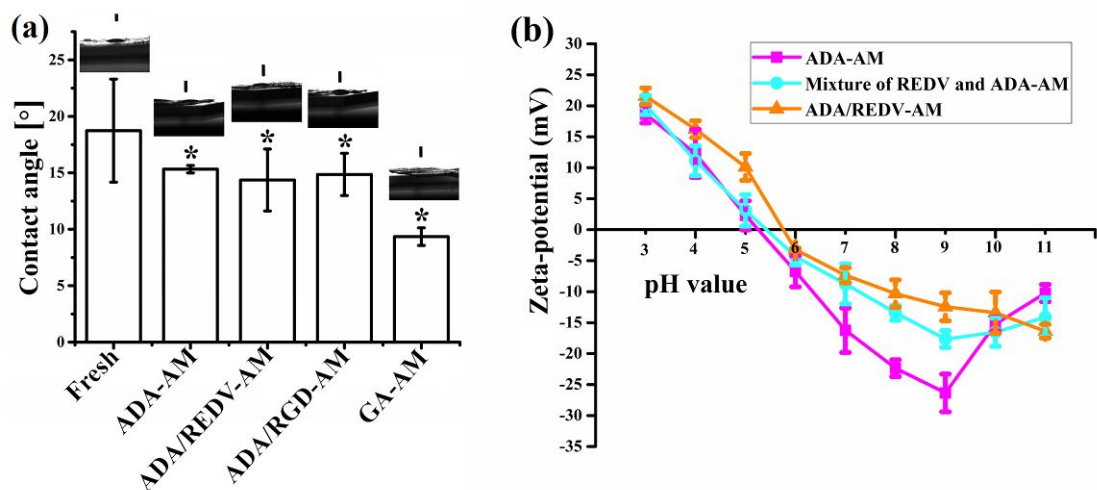 (a)
Contact angle [°]
25
20
15
10
5
0
*
*
*
*
Fresh
ADA-AM
ADA/REDV-AM
ADA/RGD-AM
GA-AM
(b)
Zeta-potential (mV)
30
25
20
15
10
5
0
-5
-10
-15
-20
-25
-30
-35
3 4 5 6 7 8 9 10 11
pH value
ADA-AM
Mixture of REDV and ADA-AM
ADA/REDV-AM